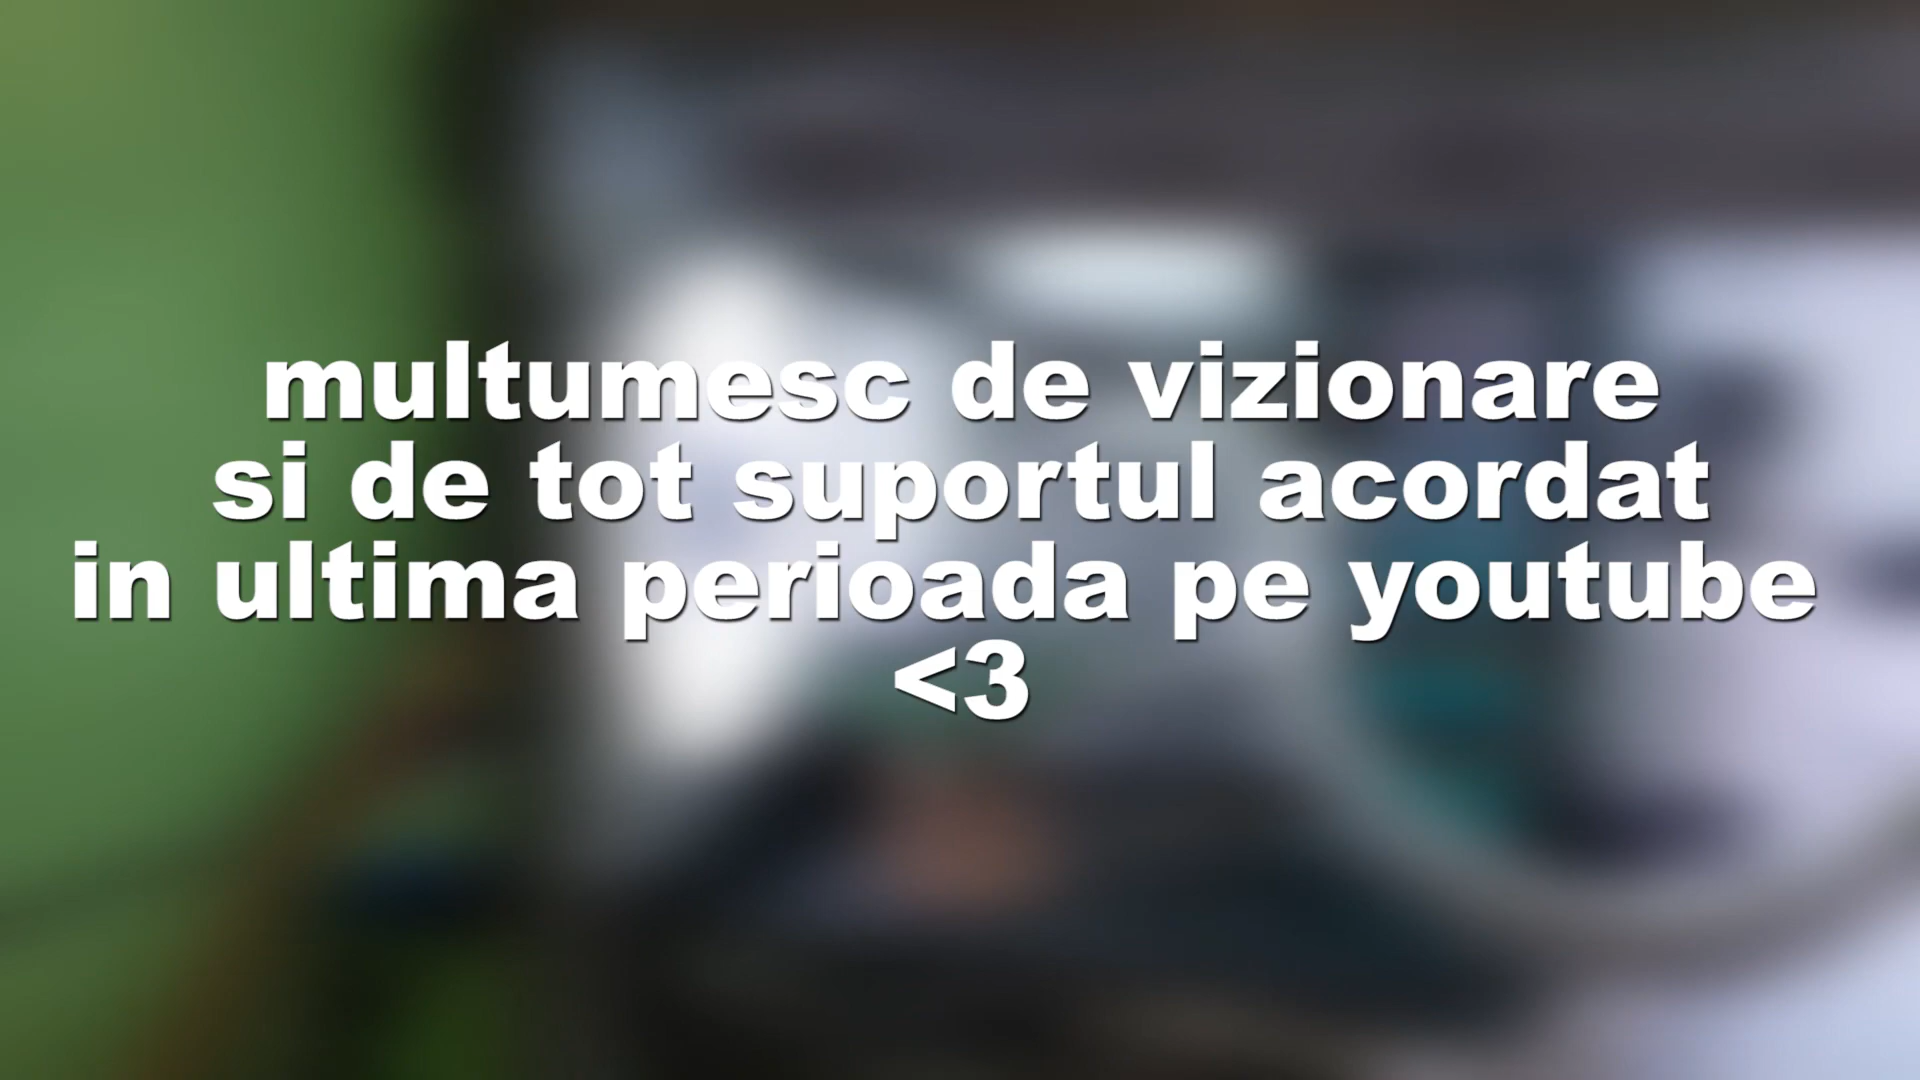 multumesc de vizionare
si de tot suportul acordat
in ultima perioada pe youtube
<3